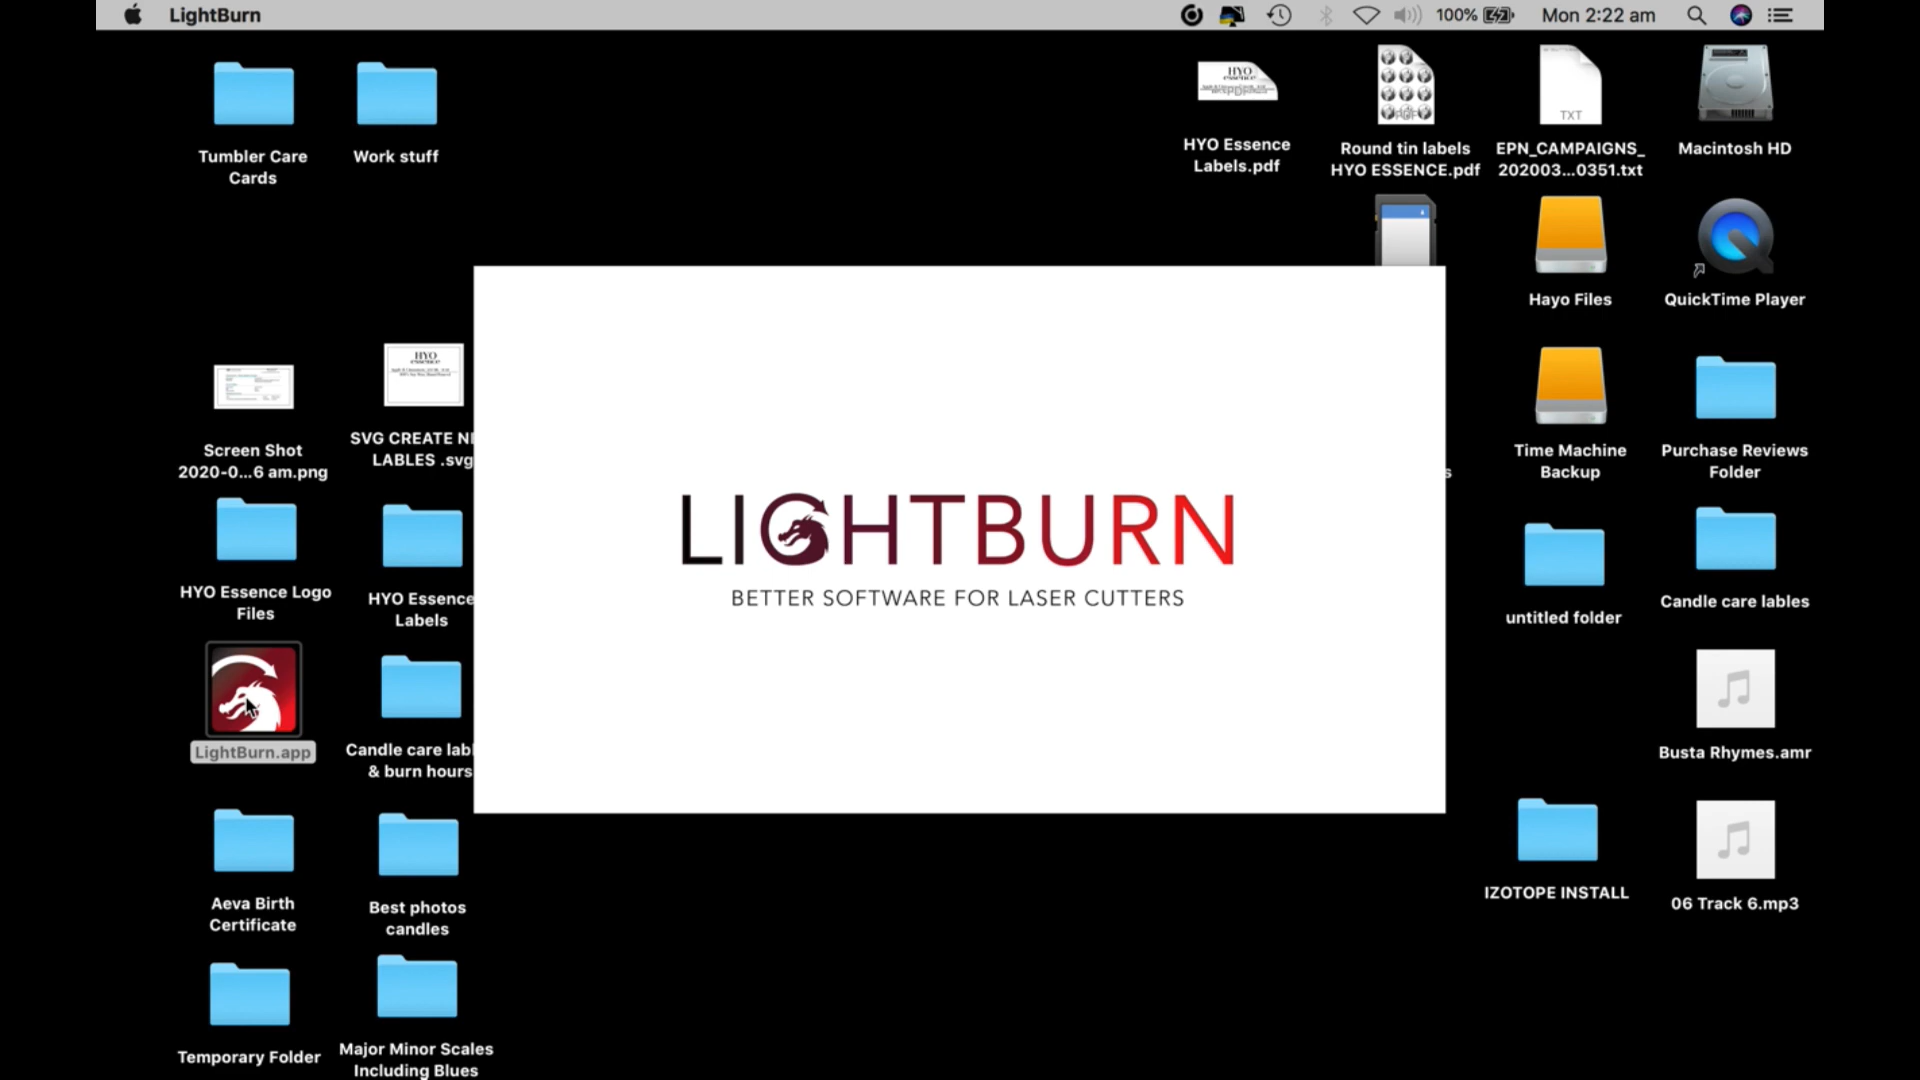 LightBurn
100%
Mon 2:22 am
Tumbler Care
Cards
Work stuff
HYO Essence
Labels.pdf
Round tin labels
HYO ESSENCE.pdf
TXT
EPN_CAMPAIGNS_
202003...0351.txt
Macintosh HD
Hayo Files
QuickTime Player
HYO
essence
Screen Shot
2020-0...6 am.png
SVG CREATE N
LABLES .svg
s
Time Machine
Backup
Purchase Reviews
Folder
LIGHTBURN
BETTER SOFTWARE FOR LASER CUTTERS
HYO Essence Logo
Files
HYO Essence
Labels
untitled folder
Candle care lables
LightBurn.app
Candle care labl
& burn hours
Busta Rhymes.amr
Aeva Birth
Certificate
Best photos
candles
IZOTOPE INSTALL
06 Track 6.mp3
Temporary Folder
Major Minor Scales
Including Blues